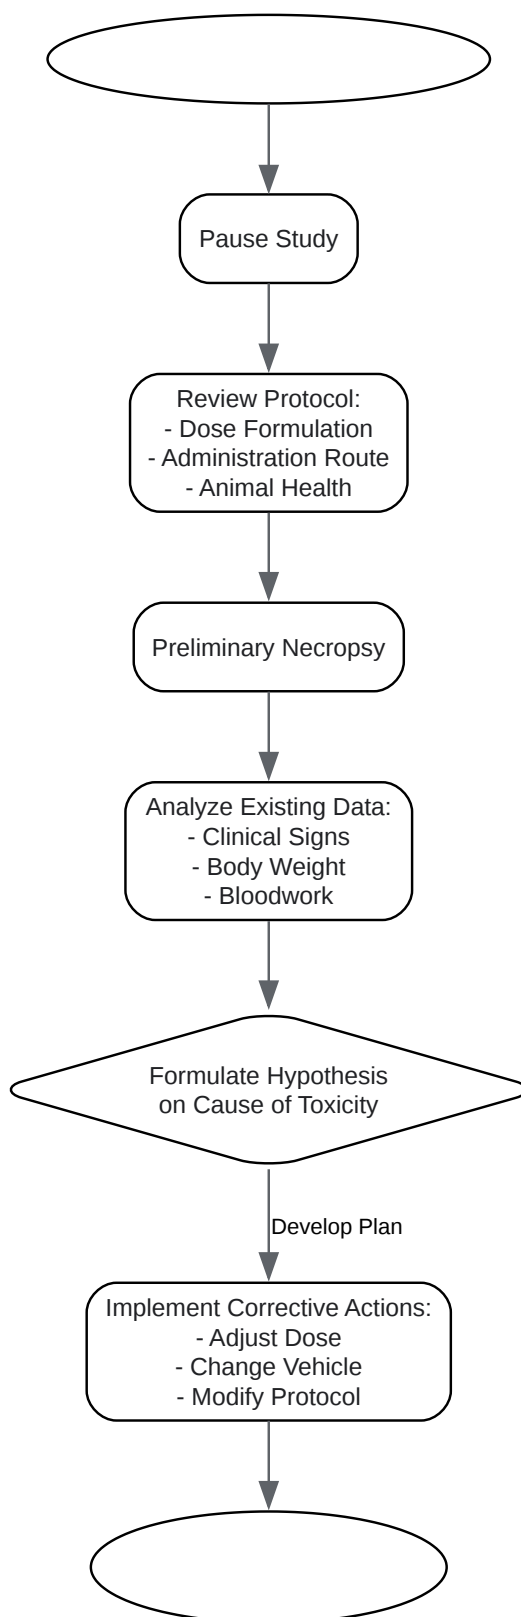 Pause Study
Review Protocol:
- Dose Formulation
- Administration Route
- Animal Health
Preliminary Necropsy
Analyze Existing Data:
- Clinical Signs
- Body Weight
- Bloodwork
Formulate Hypothesis
on Cause of Toxicity
Develop Plan
Implement Corrective Actions:
- Adjust Dose
- Change Vehicle
- Modify Protocol